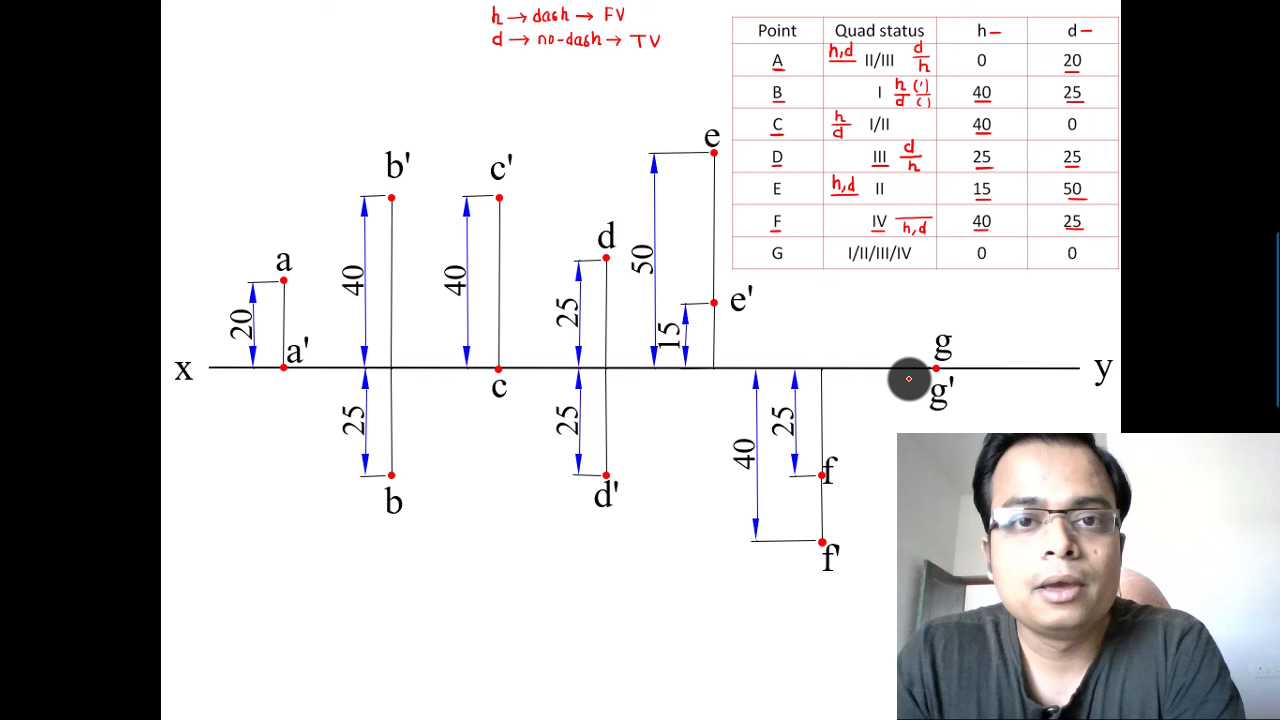 h → dash → FV
d → no-dash → TV
Point Quad status h – d –
A h,d II/III d/h 0 20
B I h/d (')/( ) 40 25
C h/d I/II 40 0
D III d/h 25 25
E h,d II 15 50
F IV h,d 40 25
G I/II/III/IV 0 0
e
b' c'
d
a
50
40 40
e'
25
20
15
a'
g
x y
c
g'
25 25 25
40
f
b d'
f'